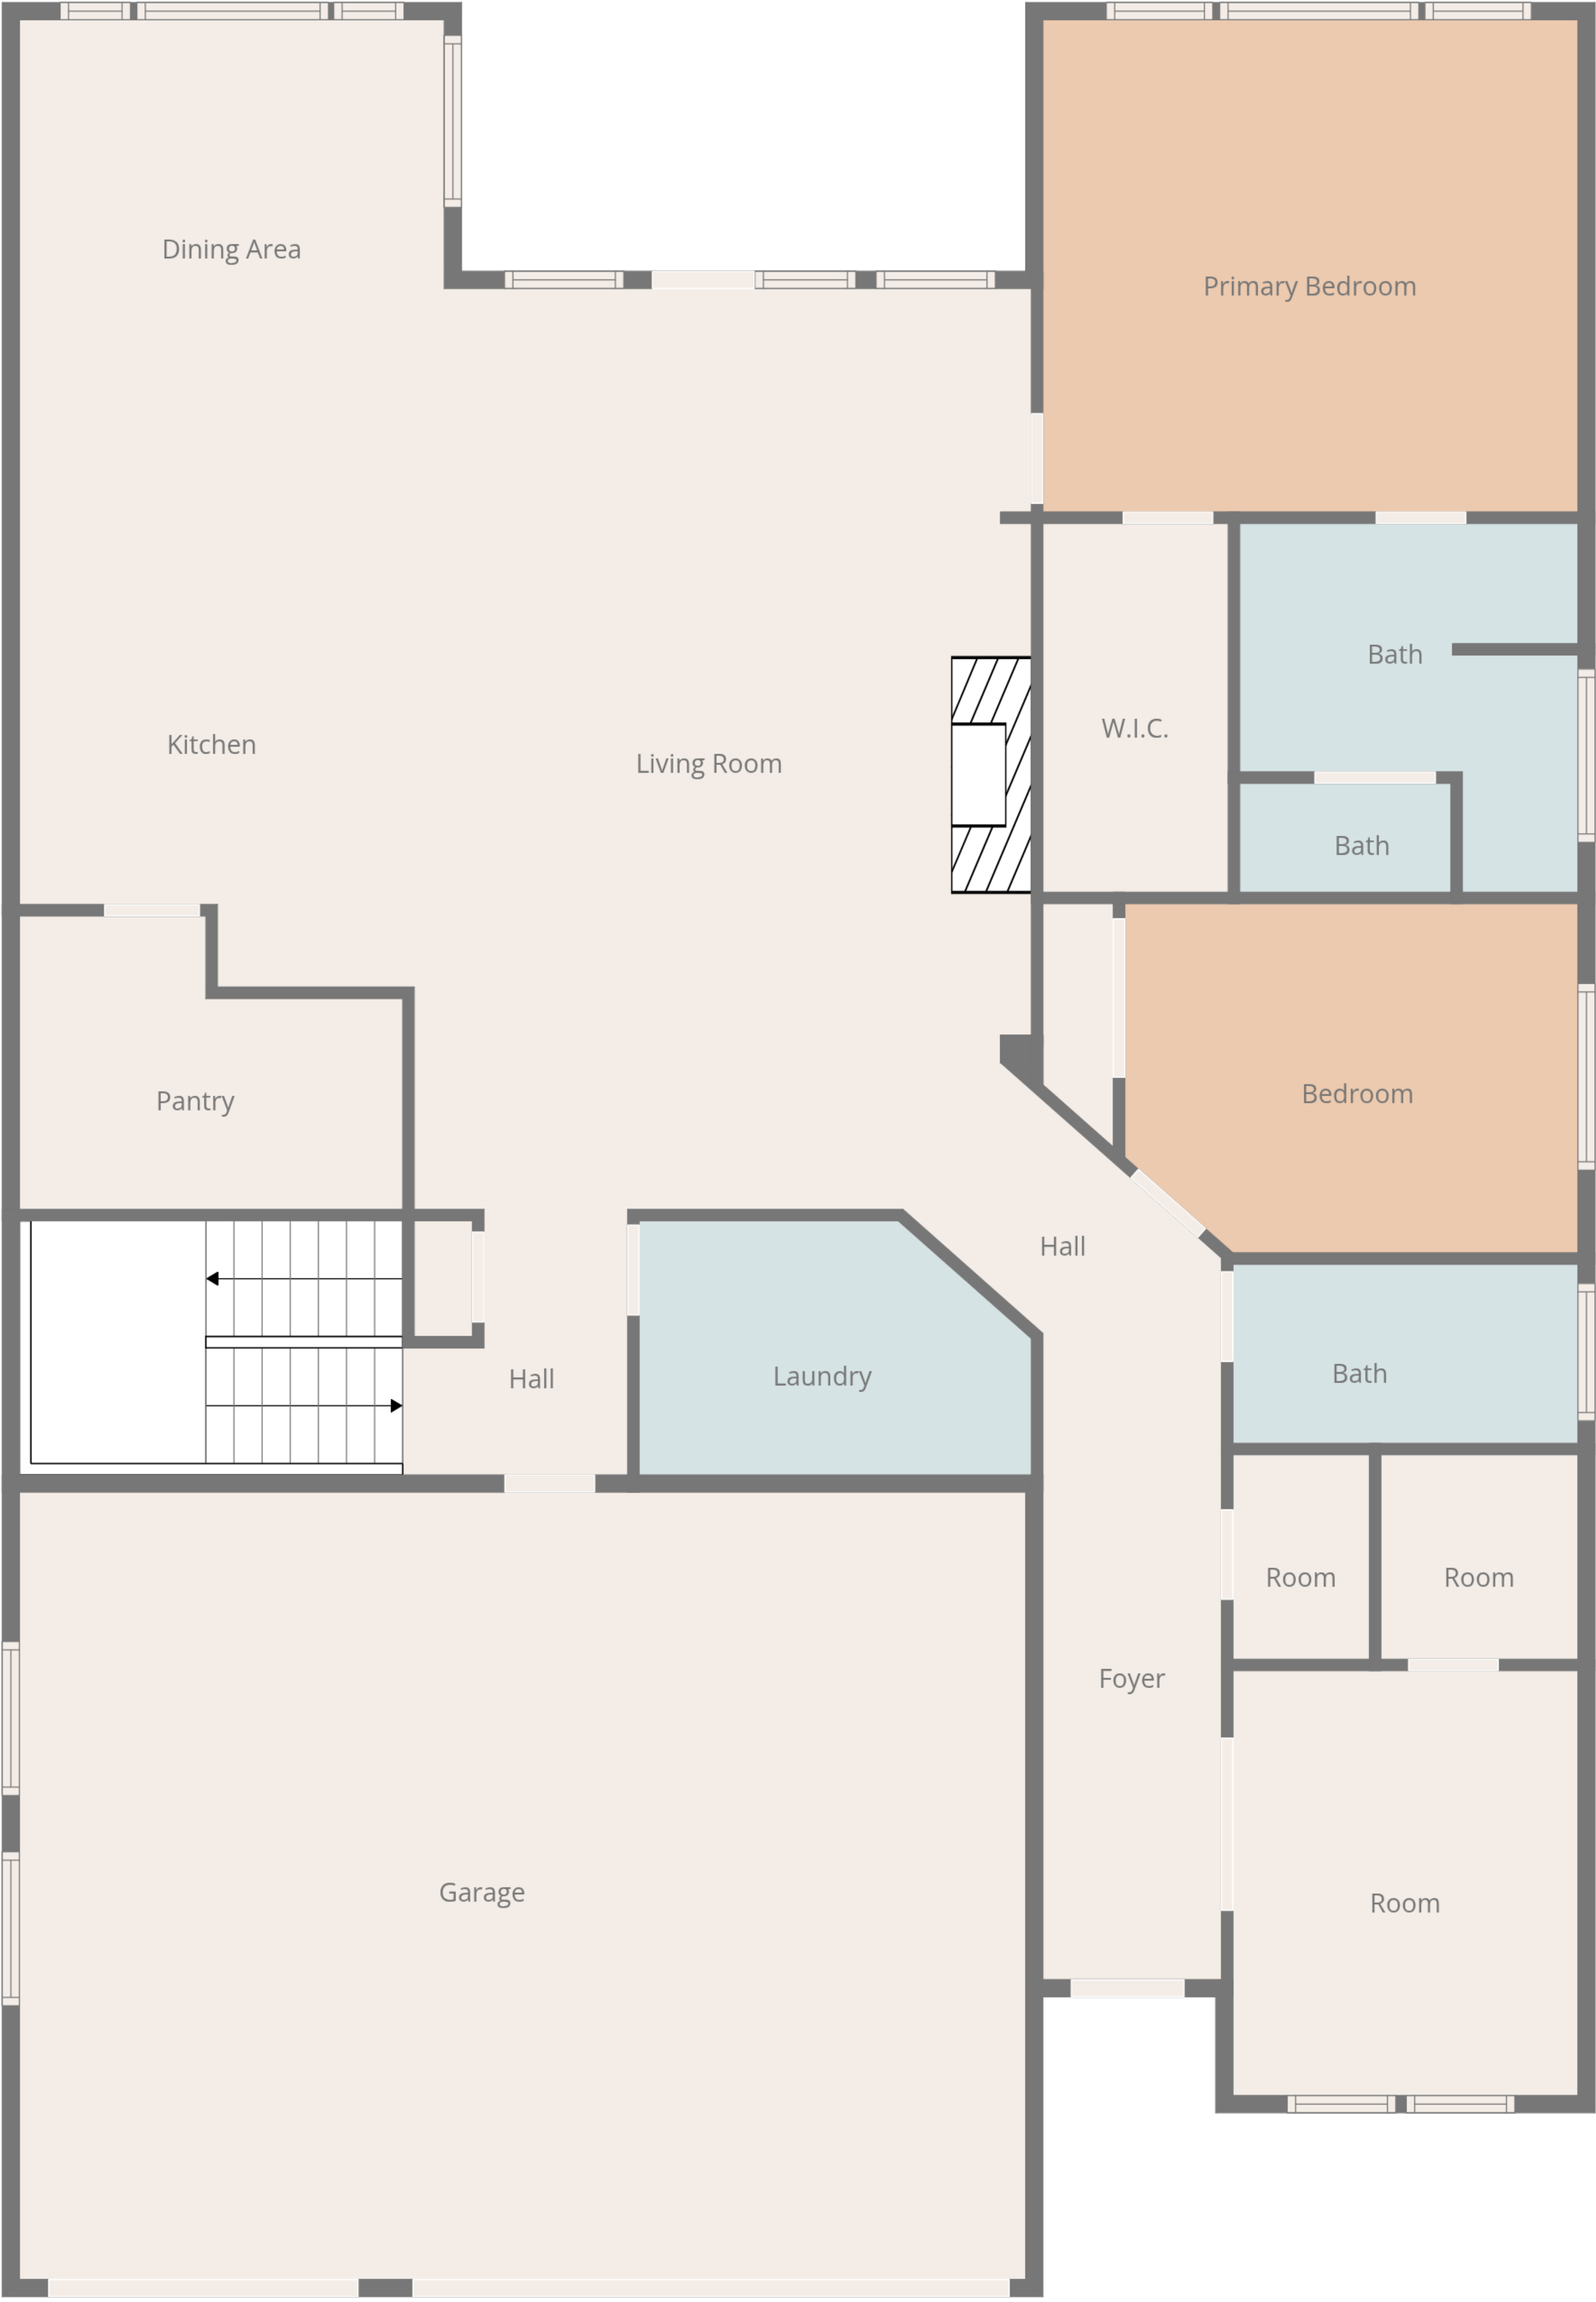 Dining Area
Primary Bedroom
Bath
W.I.C.
Kitchen
Living Room
Bath
Bedroom
Pantry
Hall
Bath
Laundry
Hall
Room
Room
Foyer
Garage
Room